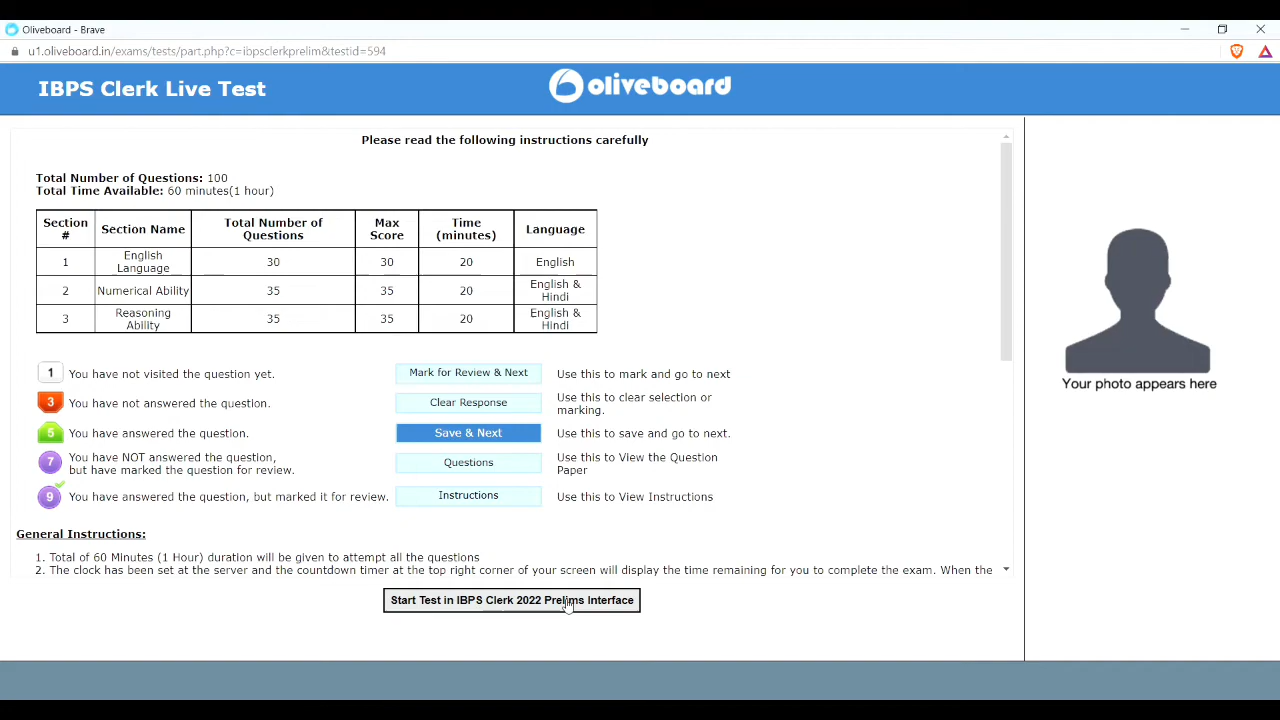 Oliveboard - Brave
u1.oliveboard.in/exams/tests/part.php?c=ibpsclerkprelim&testid=594
IBPS Clerk Live Test
oliveboard
Please read the following instructions carefully
Total Number of Questions: 100
Total Time Available: 60 minutes(1 hour)
Section # Section Name Total Number of Questions Max Score Time (minutes) Language
1 English Language 30 30 20 English
2 Numerical Ability 35 35 20 English & Hindi
3 Reasoning Ability 35 35 20 English & Hindi
1 You have not visited the question yet. Mark for Review & Next Use this to mark and go to next
3 You have not answered the question. Clear Response Use this to clear selection or marking.
5 You have answered the question. Save & Next Use this to save and go to next.
7 You have NOT answered the question, but have marked the question for review. Questions Use this to View the Question Paper
9 You have answered the question, but marked it for review. Instructions Use this to View Instructions
General Instructions:
1. Total of 60 Minutes (1 Hour) duration will be given to attempt all the questions
2. The clock has been set at the server and the countdown timer at the top right corner of your screen will display the time remaining for you to complete the exam. When the
Start Test in IBPS Clerk 2022 Prelims Interface
Your photo appears here